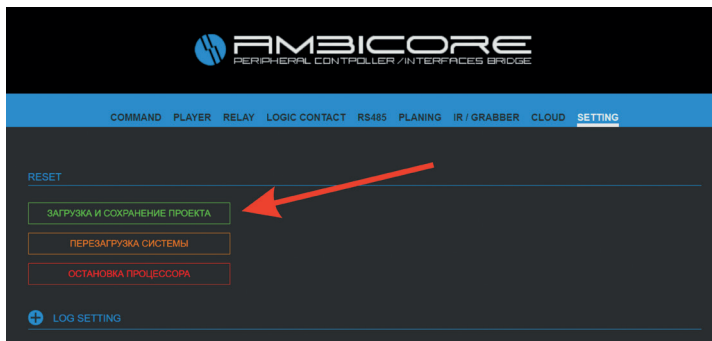 AMBICORE
PERIPHERAL CONTPOLLER / INTERFACES BRIDGE
COMMAND PLAYER RELAY LOGIC CONTACT RS485 PLANING IR / GRABBER CLOUD SETTING
RESET
ЗАГРУЗКА И СОХРАНЕНИЕ ПРОЕКТА
ПЕРЕЗАГРУЗКА СИСТЕМЫ
ОСТАНОВКА ПРОЦЕССОРА
LOG SETTING